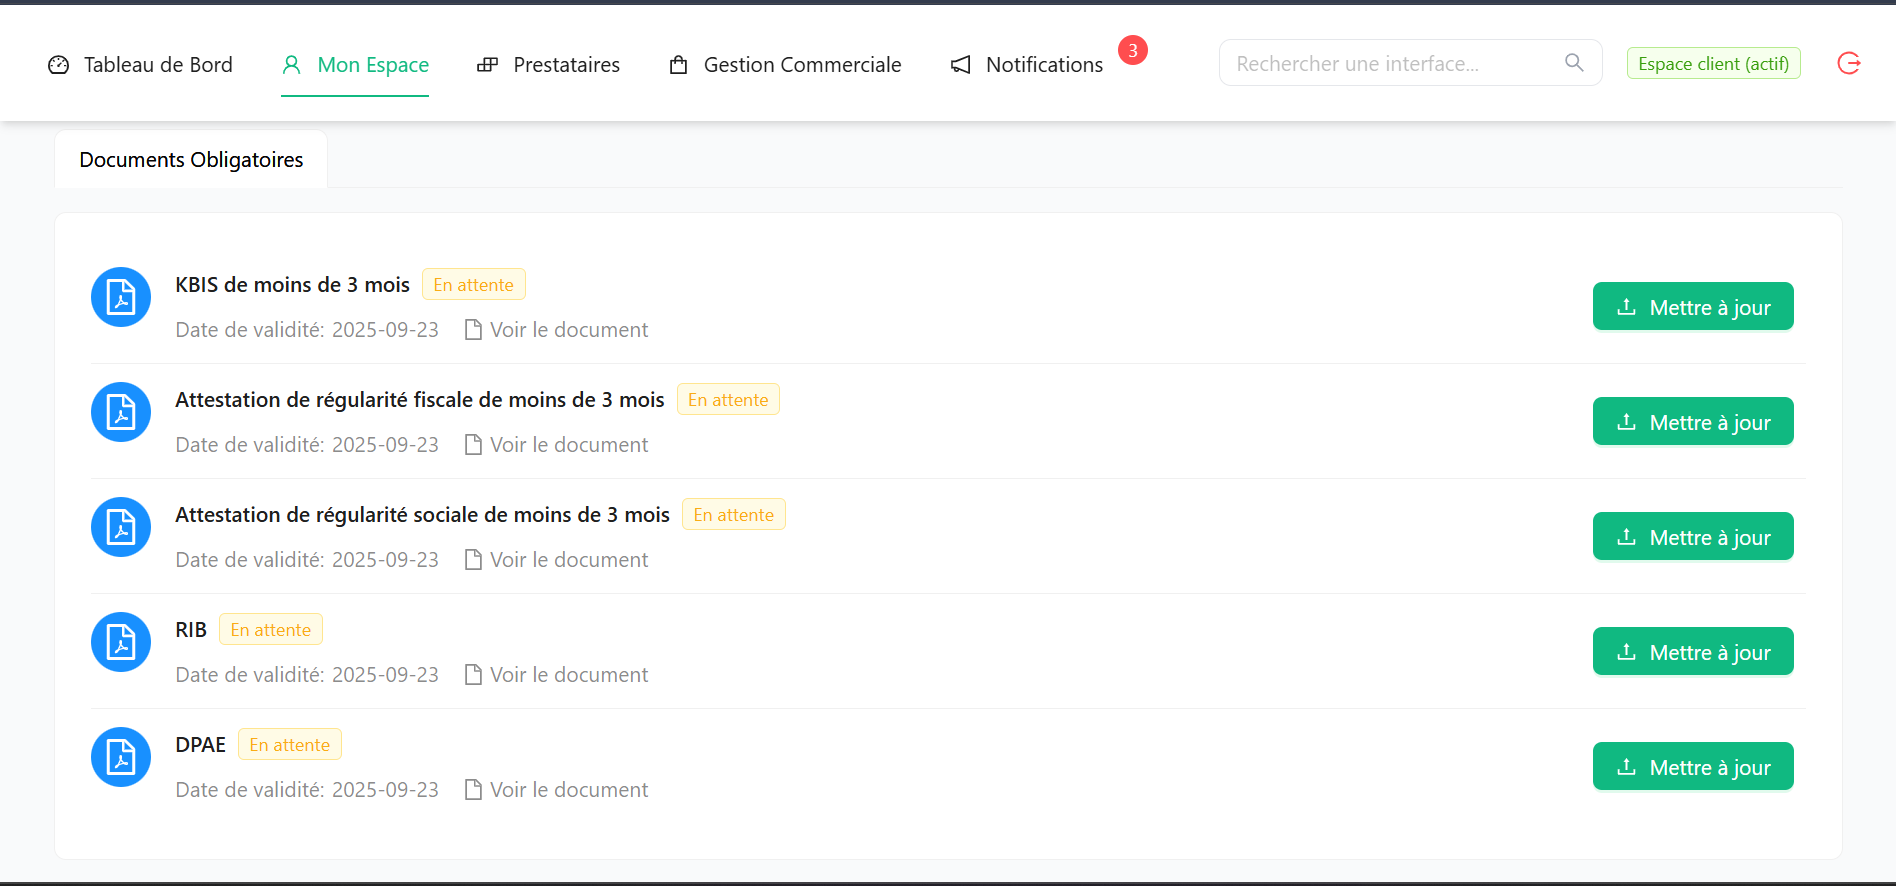 Tableau de Bord
Mon Espace
Prestataires
Gestion Commerciale
Notifications
3
Rechercher une interface...
Espace client (actif)
Documents Obligatoires
KBIS de moins de 3 mois En attente
Date de validité: 2025-09-23 Voir le document
Mettre à jour
Attestation de régularité fiscale de moins de 3 mois En attente
Date de validité: 2025-09-23 Voir le document
Mettre à jour
Attestation de régularité sociale de moins de 3 mois En attente
Date de validité: 2025-09-23 Voir le document
Mettre à jour
RIB En attente
Date de validité: 2025-09-23 Voir le document
Mettre à jour
DPAE En attente
Date de validité: 2025-09-23 Voir le document
Mettre à jour